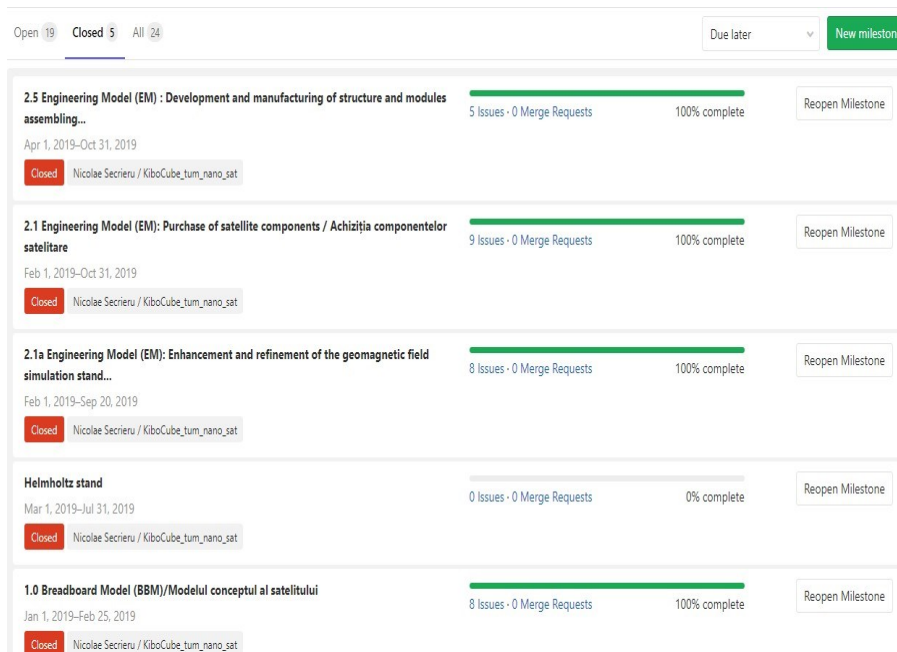 Open 19 Closed 5 All 24 Due later New mileston
2.5 Engineering Model (EM) : Development and manufacturing of structure and modules
assembling...
5 Issues · 0 Merge Requests 100% complete Reopen Milestone
Apr 1, 2019–Oct 31, 2019
Closed Nicolae Secrieru / KiboCube_tum_nano_sat
2.1 Engineering Model (EM): Purchase of satellite components / Achiziția componentelor
satelitare
9 Issues · 0 Merge Requests 100% complete Reopen Milestone
Feb 1, 2019–Oct 31, 2019
Closed Nicolae Secrieru / KiboCube_tum_nano_sat
2.1a Engineering Model (EM): Enhancement and refinement of the geomagnetic field
simulation stand...
8 Issues · 0 Merge Requests 100% complete Reopen Milestone
Feb 1, 2019–Sep 20, 2019
Closed Nicolae Secrieru / KiboCube_tum_nano_sat
Helmholtz stand
0 Issues · 0 Merge Requests 0% complete Reopen Milestone
Mar 1, 2019–Jul 31, 2019
Closed Nicolae Secrieru / KiboCube_tum_nano_sat
1.0 Breadboard Model (BBM)/Modelul conceptul al satelitului
8 Issues · 0 Merge Requests 100% complete Reopen Milestone
Jan 1, 2019–Feb 25, 2019
Closed Nicolae Secrieru / KiboCube_tum_nano_sat